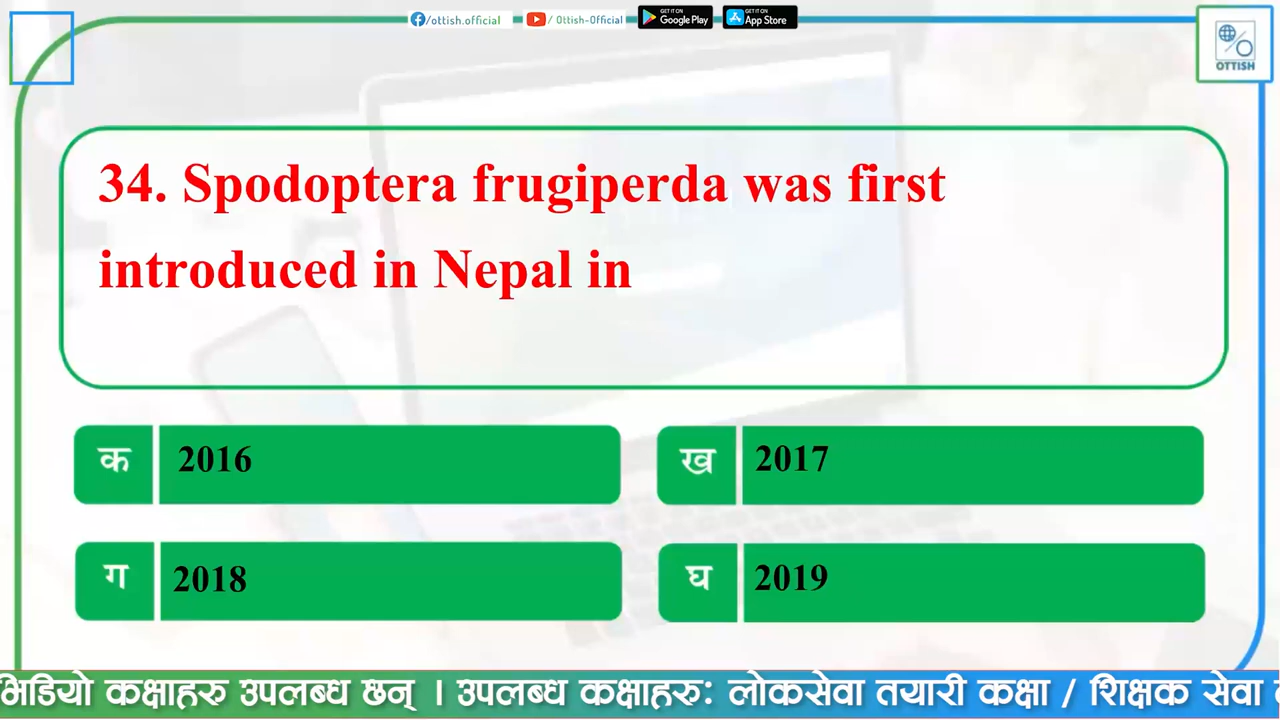 /ottish.official
/ Ottish-Official
GET IT ON
Google Play
GET IT ON
App Store
OTTISH
34. Spodoptera frugiperda was first
introduced in Nepal in
क 2016
ख 2017
ग 2018
घ 2019
भिडियो कक्षाहरु उपलब्ध छन् । उपलब्ध कक्षाहरु: लोकसेवा तयारी कक्षा / शिक्षक सेवा